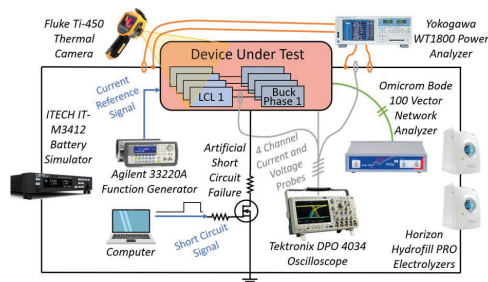 Fluke Ti-450
Thermal
Camera
Yokogawa
WT1800 Power
Analyzer
Device Under Test
LCL 1
Buck
Phase 1
Current
Reference
Signal
Omicrom Bode
100 Vector
Network
Analyzer
ITECH IT-
M3412
Battery
Simulator
Agilent 33220A
Function Generator
Artificial
Short
Circuit
Failure
4 Channel
Current and
Voltage
Probes
Computer
Short Circuit
Signal
Tektronix DPO 4034
Oscilloscope
Horizon
Hydrofill PRO
Electrolyzers